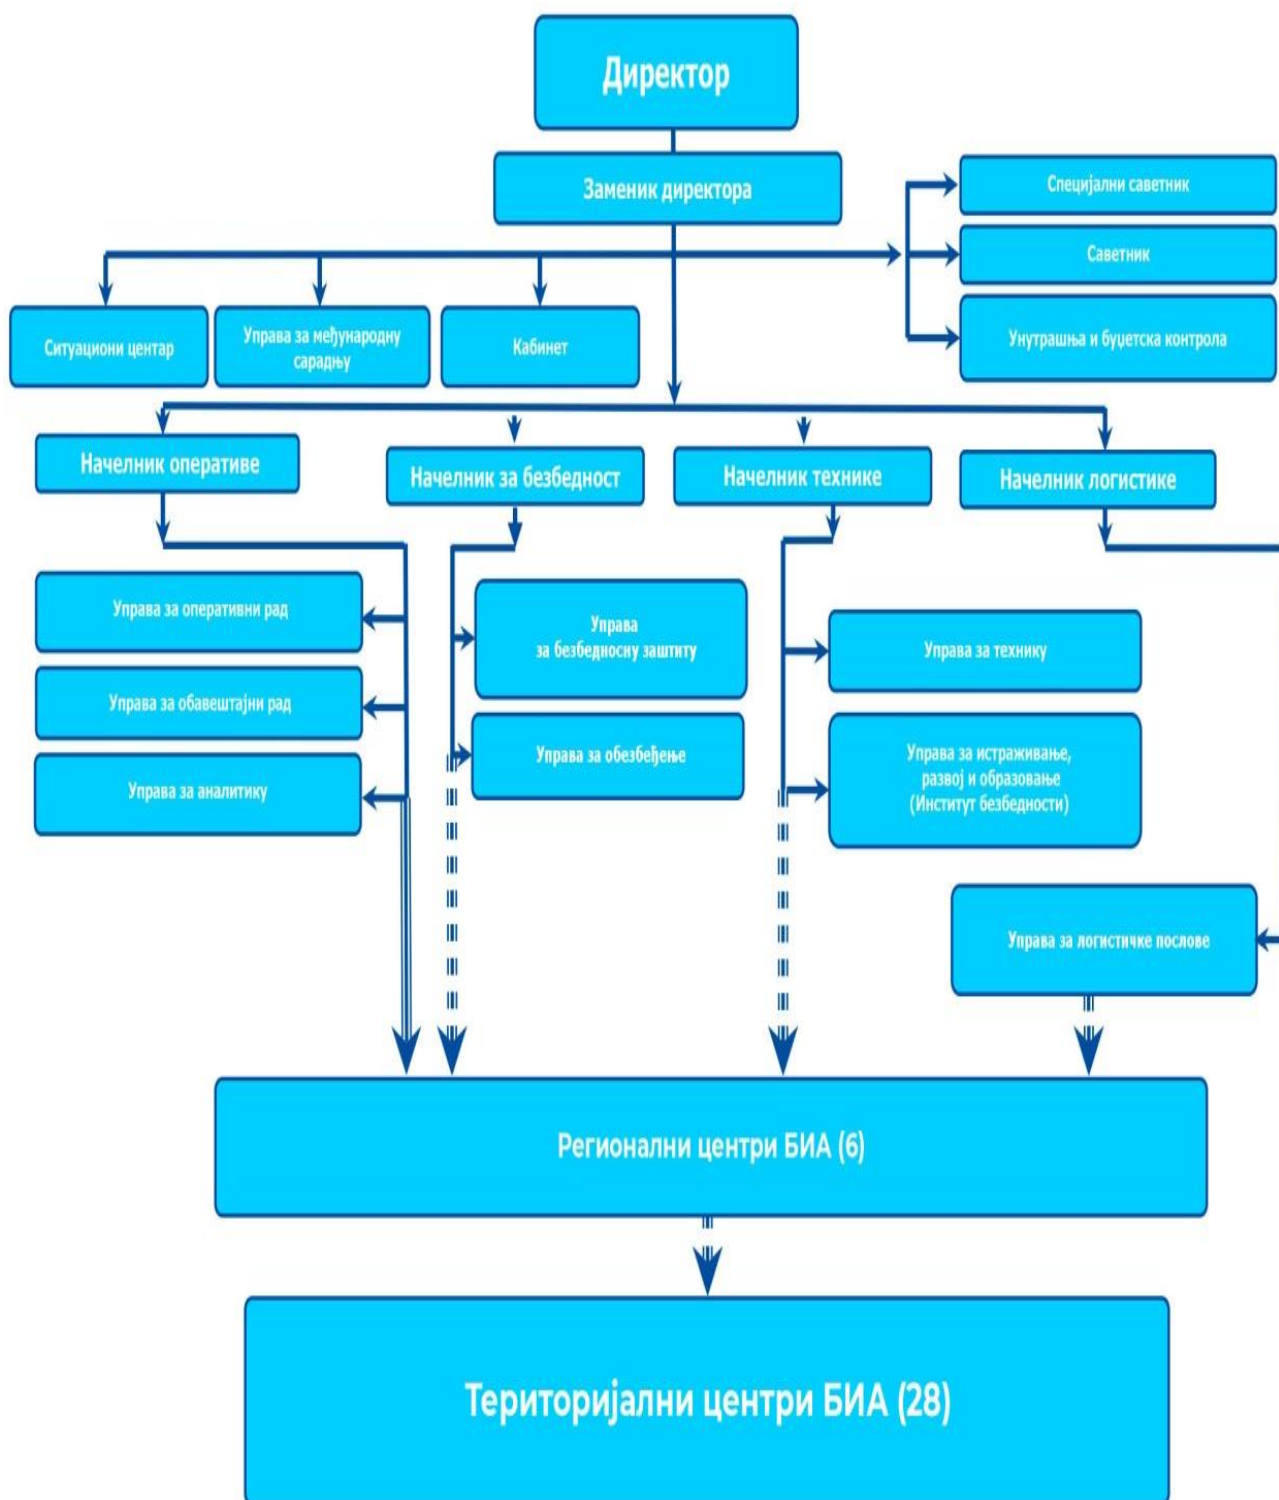 Директор
Заменик директора
Специјални саветник
Саветник
Унутрашња и буџетска контрола
Ситуациони центар
Управа за међународну
сарадњу
Кабинет
Начелник оперативе
Начелник за безбедност
Начелник технике
Начелник логистике
Управа за оперативни рад
Управа за обавештајни рад
Управа за аналитику
Управа
за безбедносну заштиту
Управа за обезбеђење
Управа за технику
Управа за истраживање,
развој и образовање
(Институт безбедности)
Управа за логистичке послове
Регионални центри БИА (6)
Територијални центри БИА (28)